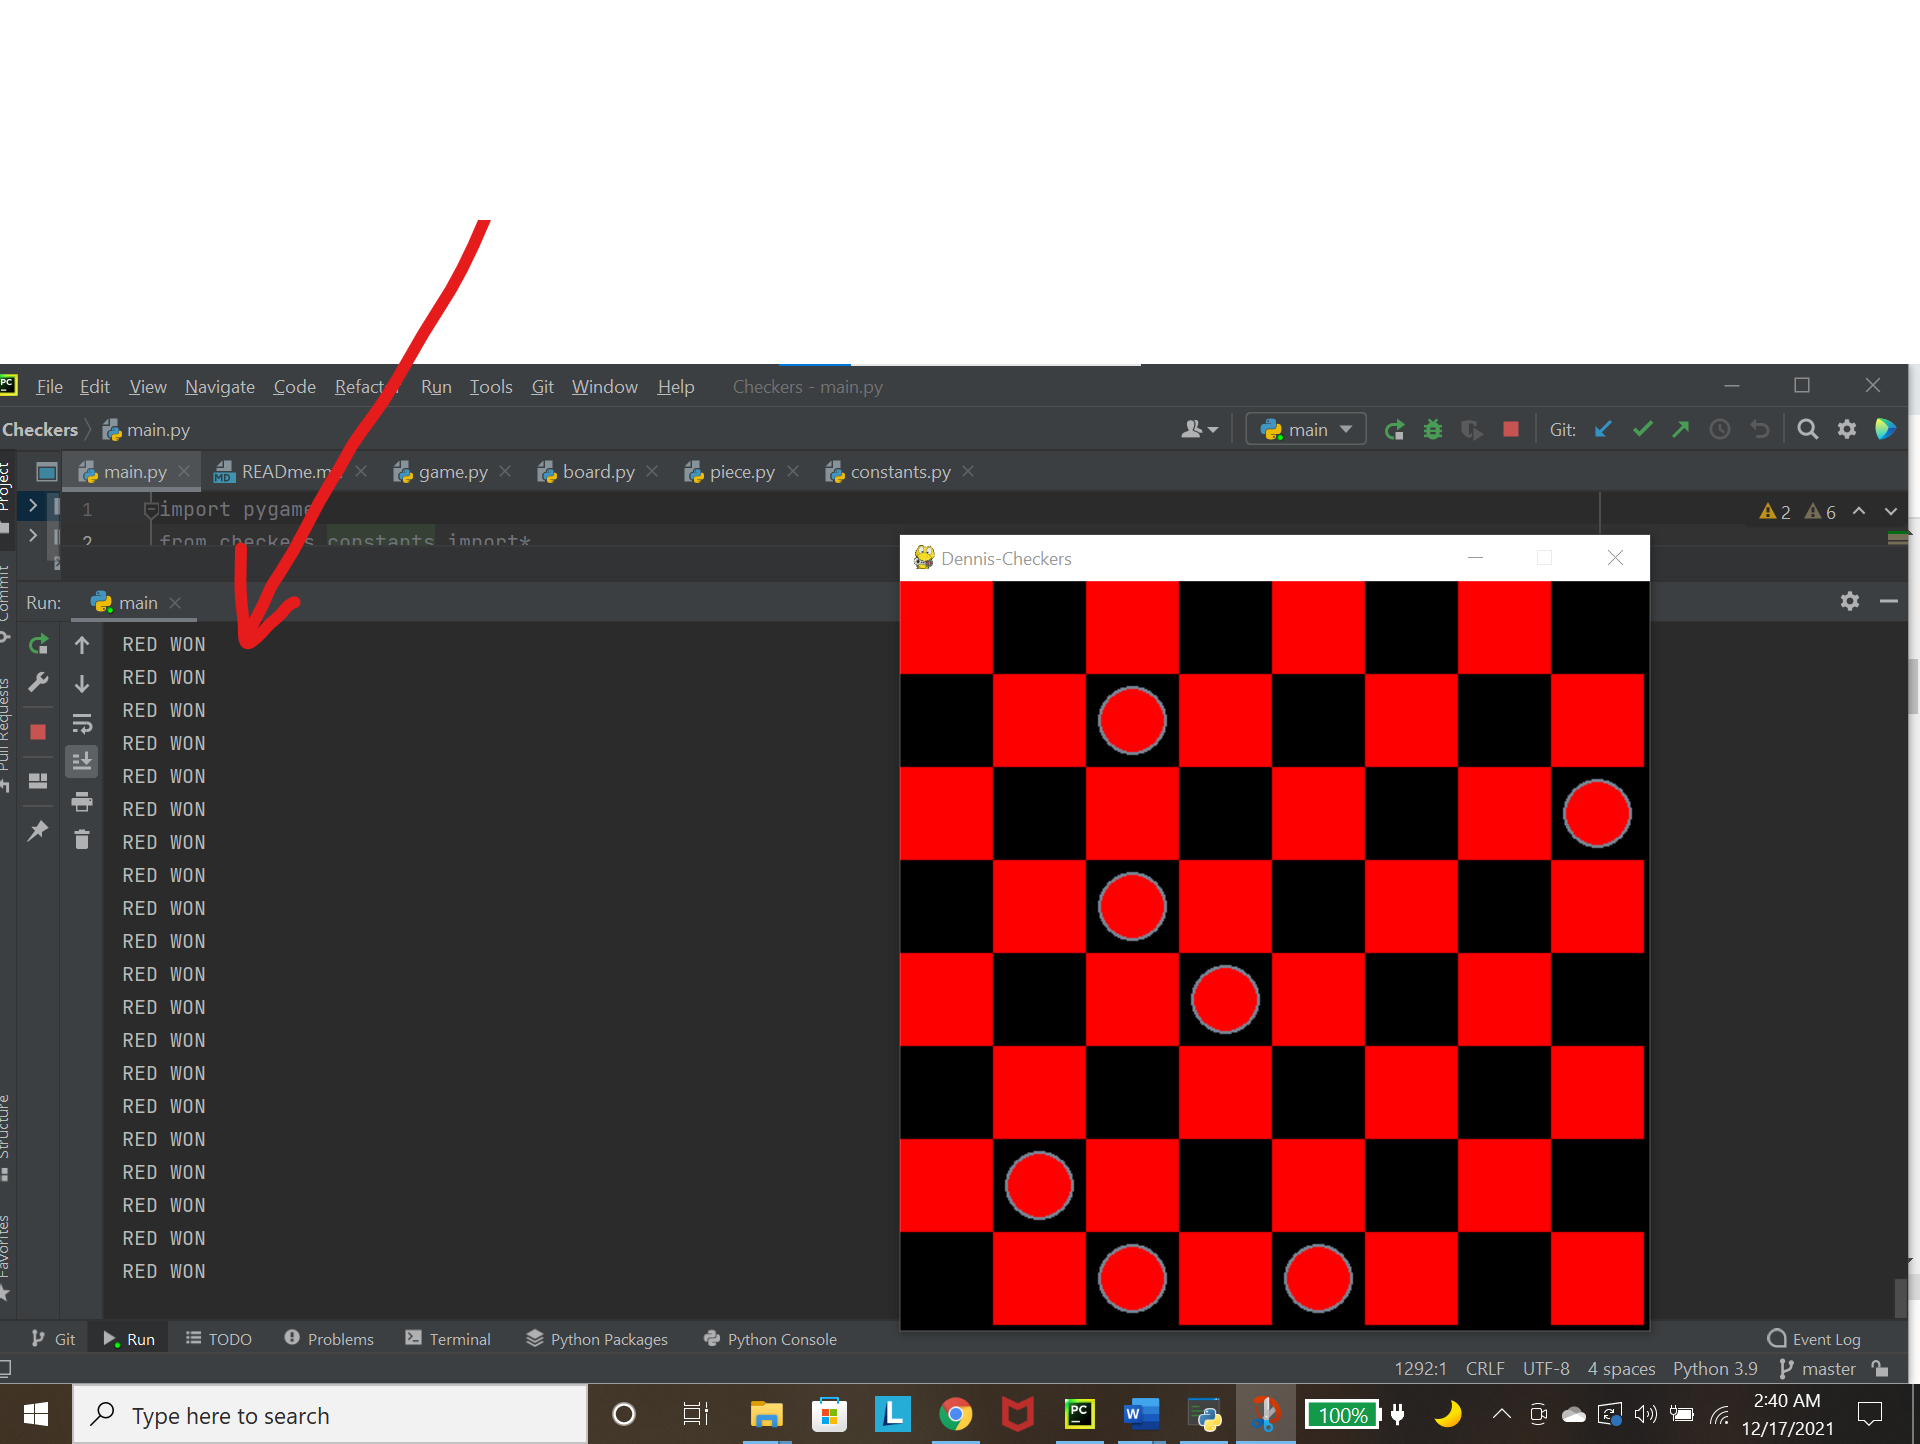 PC File Edit View Navigate Code Refactor Run Tools Git Window Help Checkers - main.py
Checkers main.py main Git:
main.py READme.m game.py board.py piece.py constants.py
Project
1 import pygame 2 6
2 from checkers.constants import*
Dennis-Checkers
Commit
Run: main
RED WON
RED WON
RED WON
Pull Requests
RED WON
RED WON
RED WON
RED WON
RED WON
RED WON
RED WON
RED WON
RED WON
RED WON
RED WON
RED WON
Structure
RED WON
RED WON
RED WON
RED WON
Favorites
RED WON
Git Run TODO Problems Terminal Python Packages Python Console Event Log
1292:1 CRLF UTF-8 4 spaces Python 3.9 master
Type here to search L PC W 100% 2:40 AM
12/17/2021